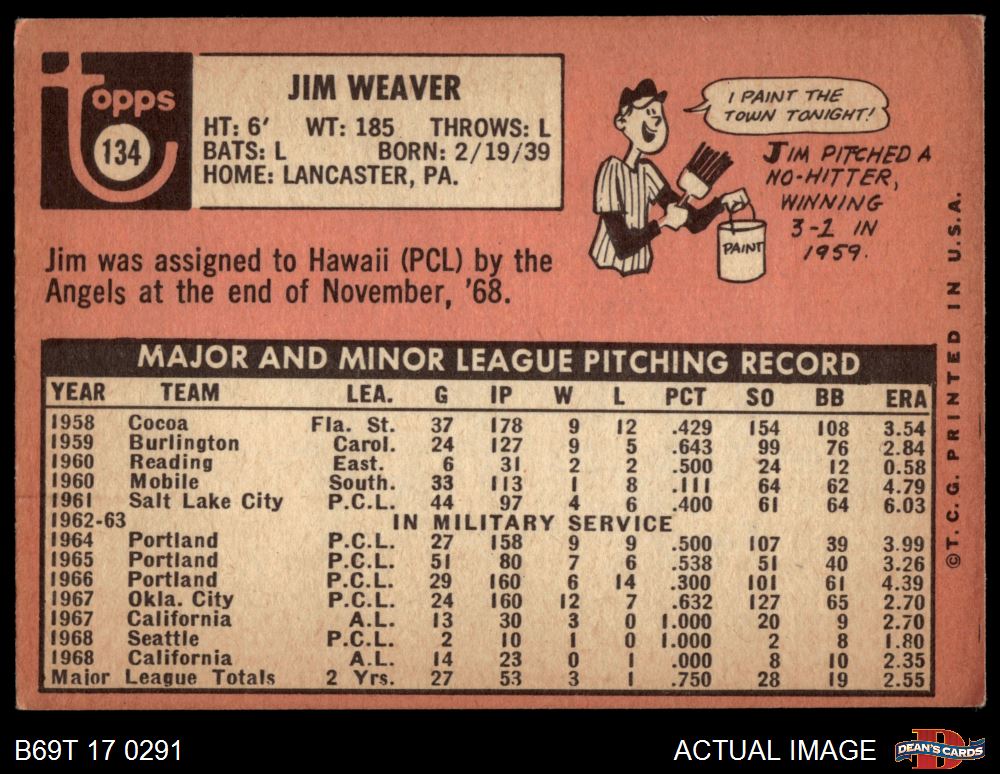 Topps
134
JIM WEAVER
HT: 6' WT: 185 THROWS: L
BATS: L BORN: 2/19/39
HOME: LANCASTER, PA.
I PAINT THE
TOWN TONIGHT!
JIM PITCHED A
NO-HITTER,
WINNING
3-1 IN
1959.
PAINT
Jim was assigned to Hawaii (PCL) by the
Angels at the end of November, '68.
MAJOR AND MINOR LEAGUE PITCHING RECORD
YEAR TEAM LEA. G IP W L PCT SO BB ERA
1958 Cocoa Fla. St. 37 178 9 12 .429 154 108 3.54
1959 Burlington Carol. 24 127 9 5 .643 99 76 2.84
1960 Reading East. 6 31 2 2 .500 24 12 0.58
1960 Mobile South. 33 113 1 8 .111 64 62 4.79
1961 Salt Lake City P.C.L. 44 97 4 6 .400 61 64 6.03
1962-63 IN MILITARY SERVICE
1964 Portland P.C.L. 27 158 9 9 .500 107 39 3.99
1965 Portland P.C.L. 51 80 7 6 .538 51 40 3.26
1966 Portland P.C.L. 29 160 6 14 .300 101 61 4.39
1967 Okla. City P.C.L. 24 160 12 7 .632 127 65 2.70
1967 California A.L. 13 30 3 0 1.000 20 9 2.70
1968 Seattle P.C.L. 2 10 1 0 1.000 2 8 1.80
1968 California A.L. 14 23 0 1 .000 8 10 2.35
Major League Totals 2 Yrs. 27 53 3 1 .750 28 19 2.55
© T.C.G. PRINTED IN U.S.A.
B69T 17 0291
ACTUAL IMAGE
DEAN'S CARDS